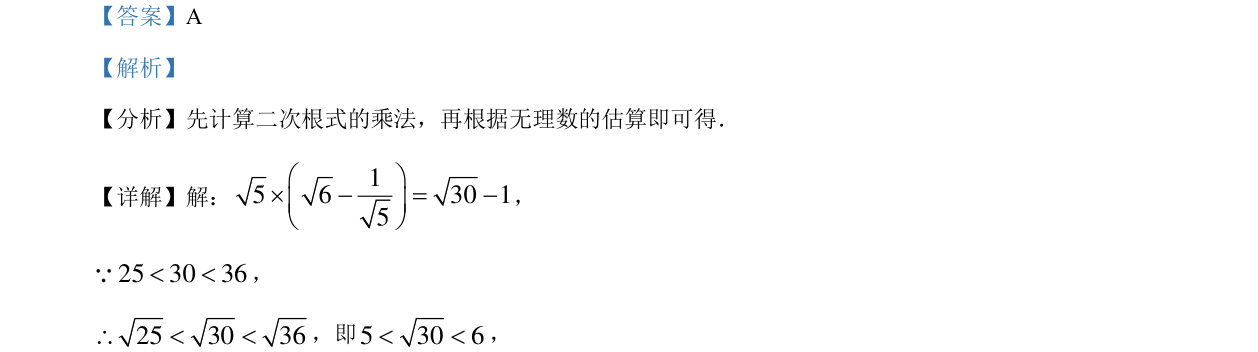 【答案】A
【解析】
【分析】先计算二次根式的乘法，再根据无理数的估算即可得．
【详解】解：√5×(√6−1/√5)=√30−1，
∵25<30<36，
∴√25<√30<√36，即5<√30<6，